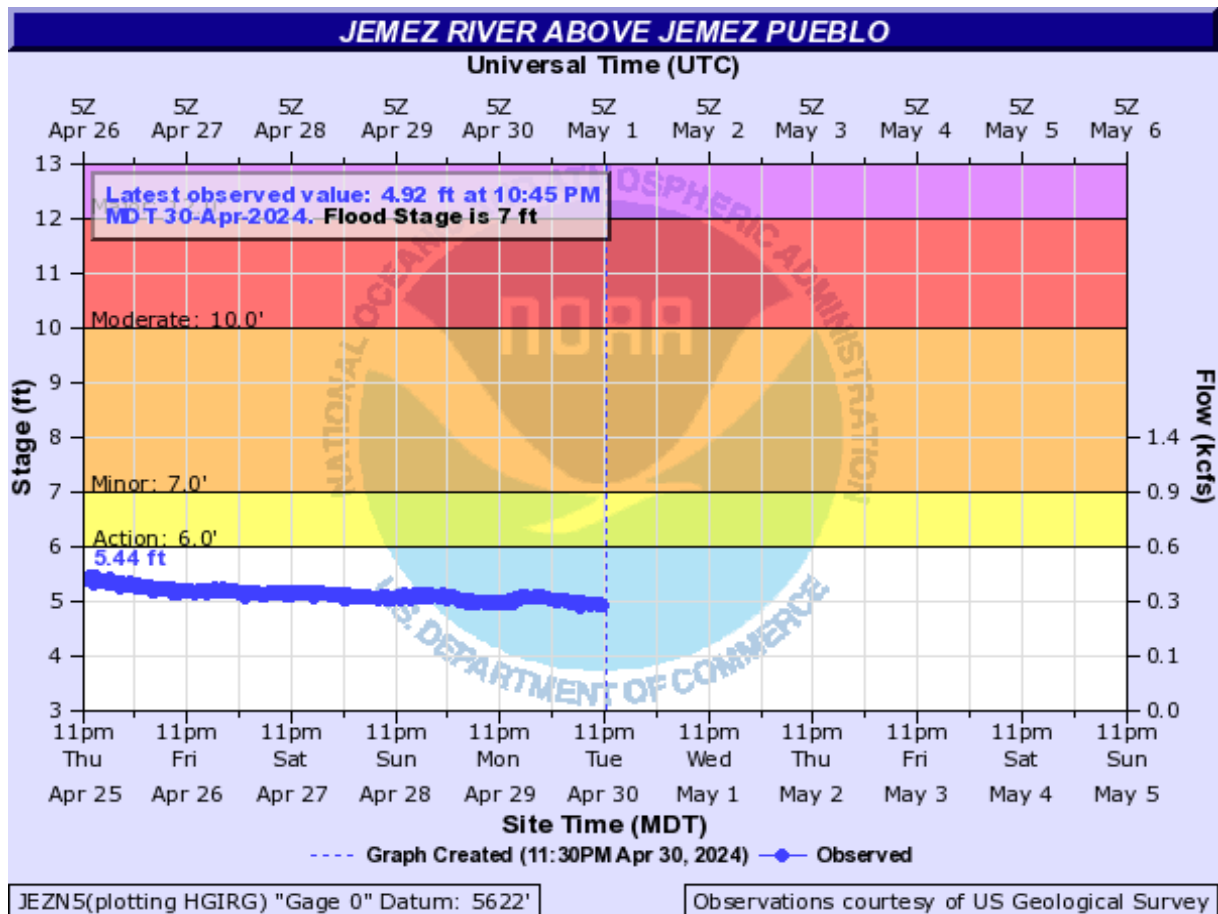 JEMEZ RIVER ABOVE JEMEZ PUEBLO
Universal Time (UTC)
5Z 5Z 5Z 5Z 5Z 5Z 5Z 5Z 5Z 5Z 5Z
Apr 26 Apr 27 Apr 28 Apr 29 Apr 30 May 1 May 2 May 3 May 4 May 5 May 6
13
Latest observed value: 4.92 ft at 10:45 PM
MDT 30-Apr-2024. Flood Stage is 7 ft
12
11
Moderate: 10.0'
10
9
8 1.4
Minor: 7.0'
7 0.9
Action: 6.0'
6 0.6
5.44 ft
5 0.3
4 0.1
3 0.0
Stage (ft)
Flow (kcfs)
NATIONAL OCEANIC AND ATMOSPHERIC ADMINISTRATION
NOAA
U.S. DEPARTMENT OF COMMERCE
11pm 11pm 11pm 11pm 11pm 11pm 11pm 11pm 11pm 11pm 11pm
Thu Fri Sat Sun Mon Tue Wed Thu Fri Sat Sun
Apr 25 Apr 26 Apr 27 Apr 28 Apr 29 Apr 30 May 1 May 2 May 3 May 4 May 5
Site Time (MDT)
Graph Created (11:30PM Apr 30, 2024) Observed
JEZN5(plotting HGIRG) "Gage 0" Datum: 5622'
Observations courtesy of US Geological Survey